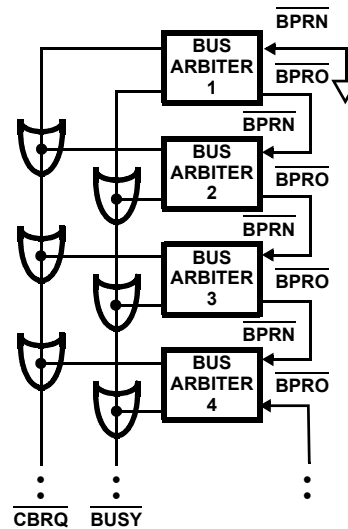 BPRN
BUS
ARBITER
1
BPRO
BPRN
BUS
ARBITER
2
BPRO
BPRN
BUS
ARBITER
3
BPRO
BPRN
BUS
ARBITER
4
BPRO
CBRQ
BUSY